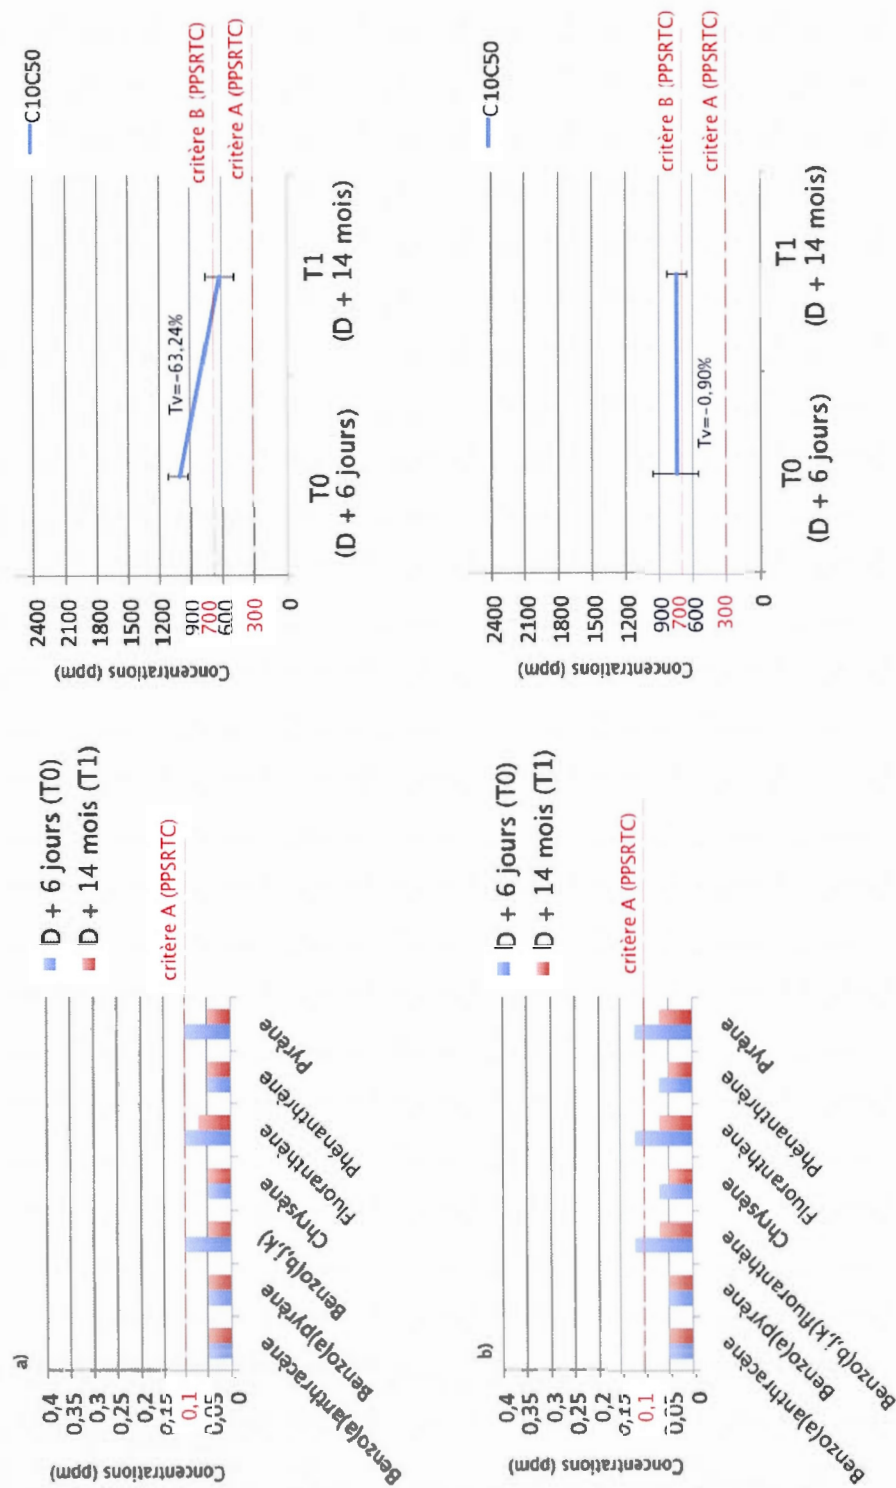 a)
Concentrations (ppm)
0,4
0,35
0,3
0,25
0,2
0,15
0,1
0,05
0
Benzo(a)anthracène
Benzo(a)pyrène
Benzo(b,j,k)
Chrysène
Fluoranthène
Phénanthrène
Pyrène
D + 6 jours (T0)
D + 14 mois (T1)
critère A (PPSRTC)
Concentrations (ppm)
2400
2100
1800
1500
1200
900
700
600
300
0
Tv=-63,24%
T0
(D + 6 jours)
T1
(D + 14 mois)
C10C50
critère B (PPSRTC)
critère A (PPSRTC)
b)
Concentrations (ppm)
0,4
0,35
0,3
0,25
0,2
0,15
0,1
0,05
0
Benzo(a)anthracène
Benzo(a)pyrène
Benzo(b,j,k)fluoranthène
Chrysène
Fluoranthène
Phénanthrène
Pyrène
D + 6 jours (T0)
D + 14 mois (T1)
critère A (PPSRTC)
Concentrations (ppm)
2400
2100
1800
1500
1200
900
700
600
300
0
Tv=-0,90%
T0
(D + 6 jours)
T1
(D + 14 mois)
C10C50
critère B (PPSRTC)
critère A (PPSRTC)